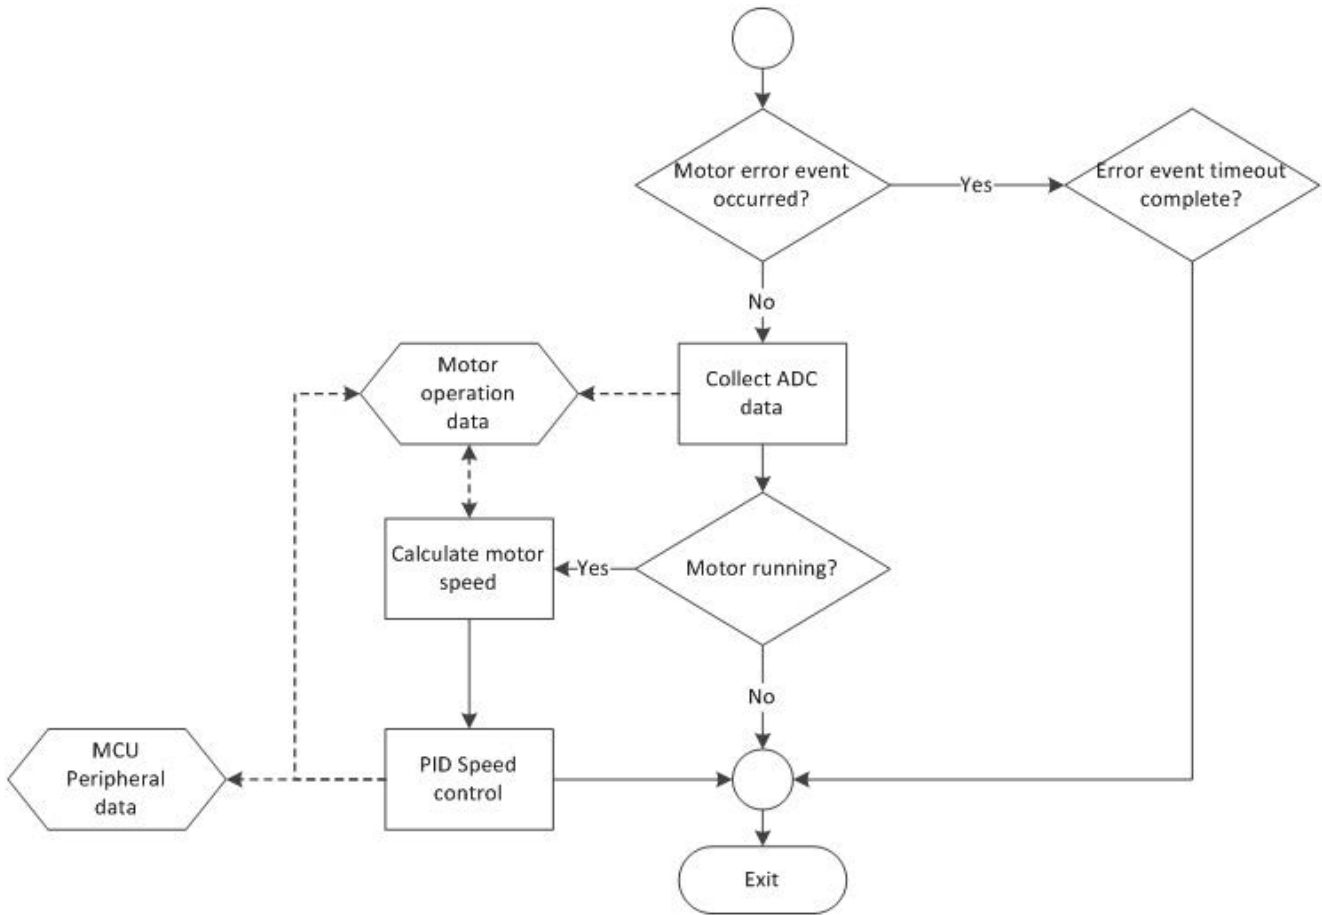 Motor error event
occurred?
Yes
Error event timeout
complete?
No
Motor
operation
data
Collect ADC
data
Calculate motor
speed
Yes
Motor running?
No
MCU
Peripheral
data
PID Speed
control
Exit